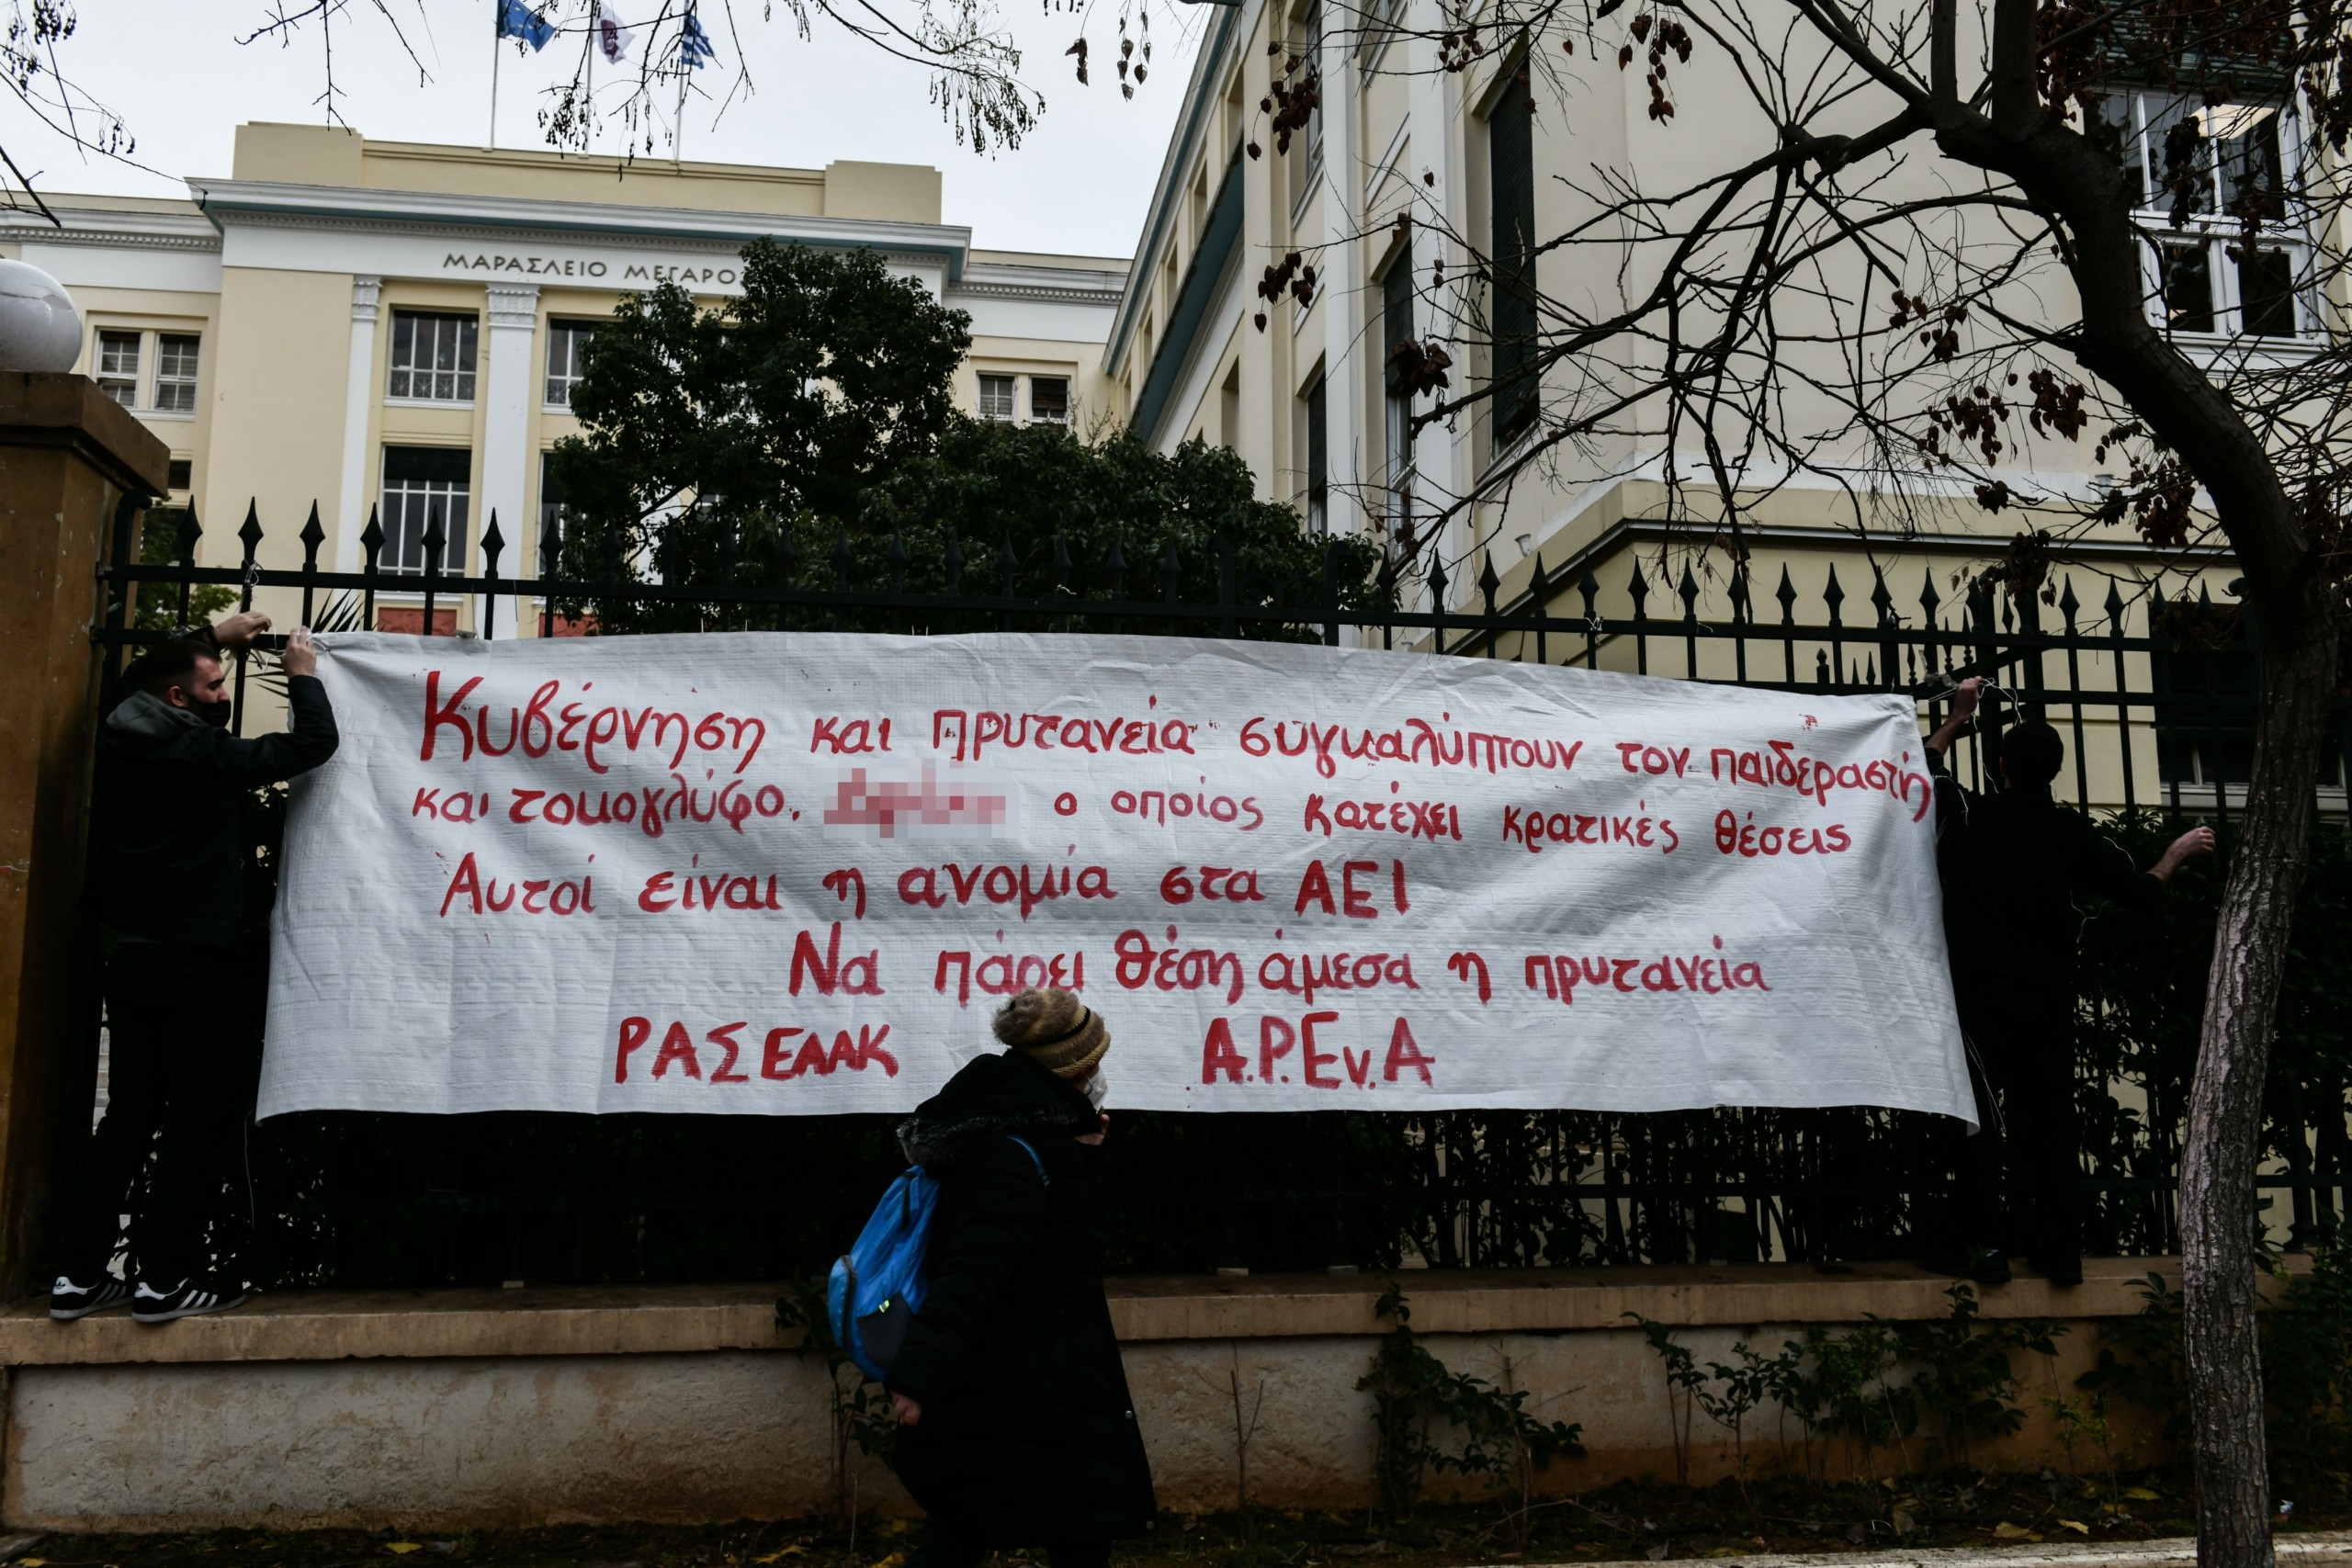 ΜΑΡΑΣΛΕΙΟ ΜΕΓΑΡΟ
Κυβέρνηση και πρυτανεία συγκαλύπτουν τον παιδεραστή
και τοκογλύφο. ο οποίος κατέχει κρατικές θέσεις
Αυτοί είναι η ανομία στα ΑΕΙ
Να πάρει θέση άμεσα η πρυτανεία
ΡΑΣ ΕΑΑΚ Α.Ρ.Εν.Α